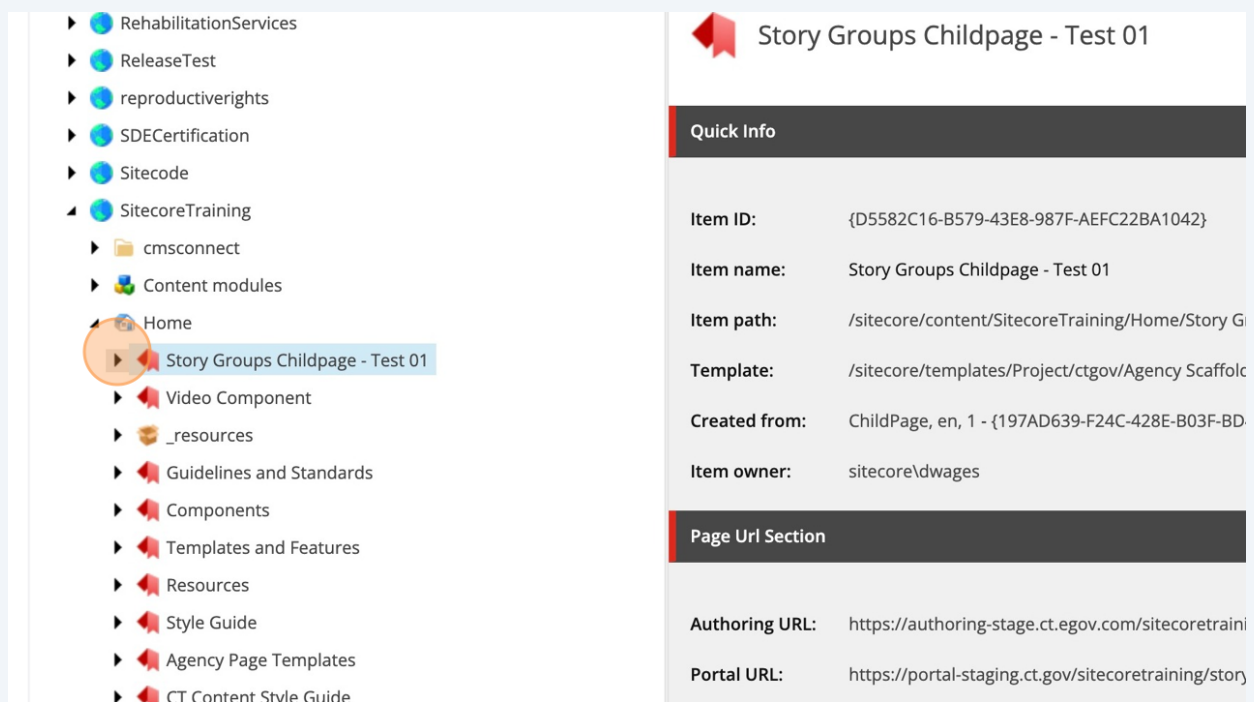 RehabilitationServices
ReleaseTest
reproductiverights
SDECertification
Sitecode
SitecoreTraining
cmsconnect
Content modules
Home
Story Groups Childpage - Test 01
Video Component
_resources
Guidelines and Standards
Components
Templates and Features
Resources
Style Guide
Agency Page Templates
CT Content Style Guide
Story Groups Childpage - Test 01
Quick Info
Item ID: {D5582C16-B579-43E8-987F-AEFC22BA1042}
Item name: Story Groups Childpage - Test 01
Item path: /sitecore/content/SitecoreTraining/Home/Story G
Template: /sitecore/templates/Project/ctgov/Agency Scaffold
Created from: ChildPage, en, 1 - {197AD639-F24C-428E-B03F-BD
Item owner: sitecore\dwages
Page Url Section
Authoring URL: https://authoring-stage.ct.egov.com/sitecoretraini
Portal URL: https://portal-staging.ct.gov/sitecoretraining/story